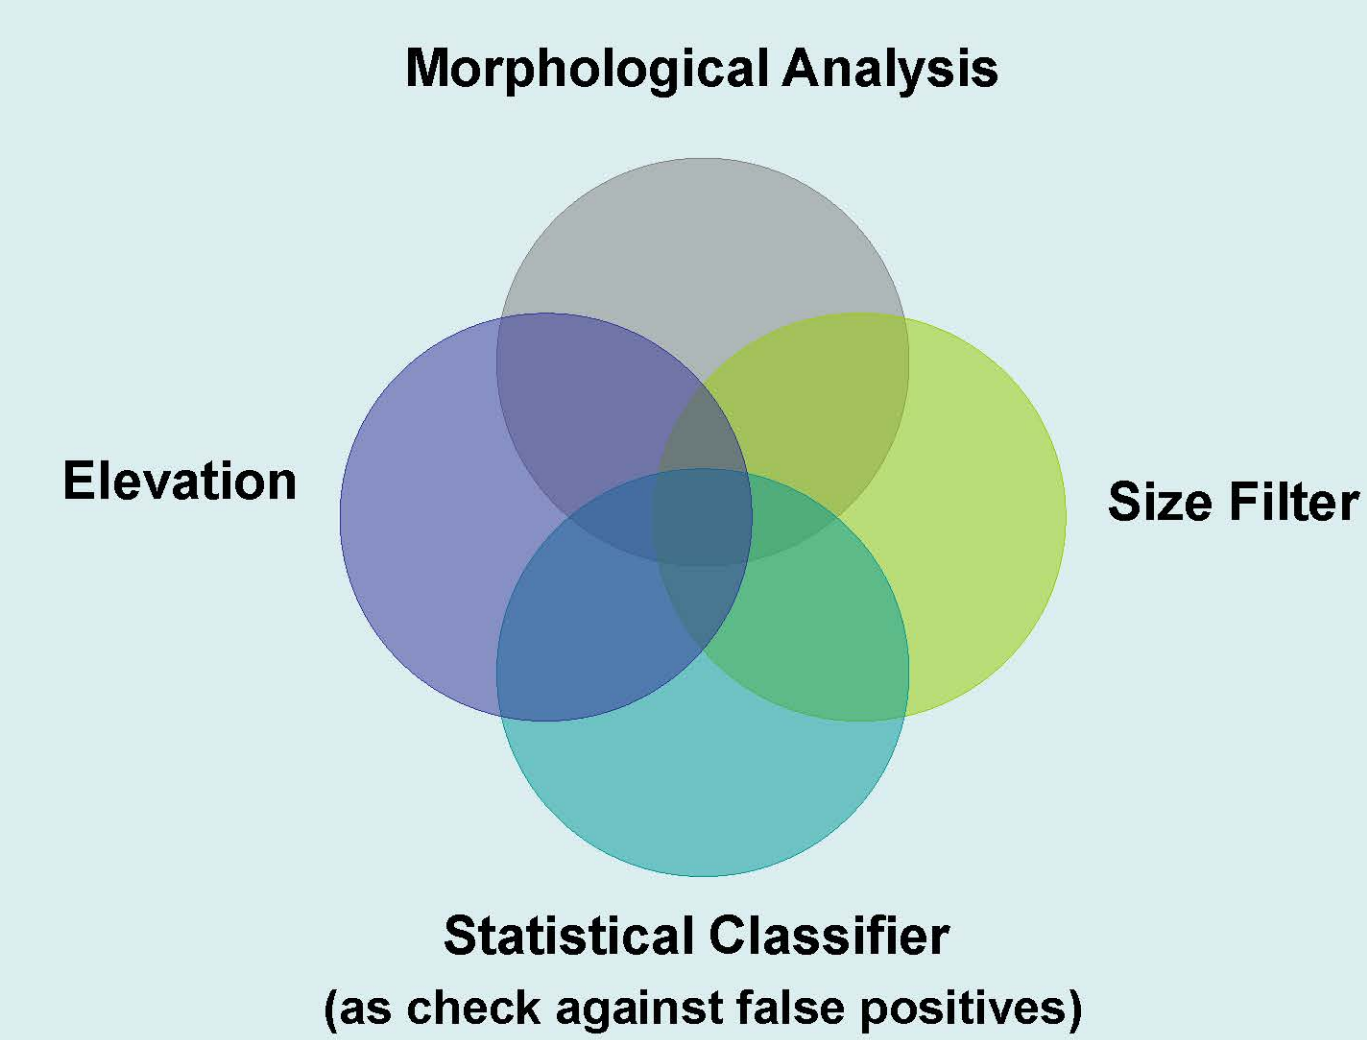 Morphological Analysis
Elevation
Size Filter
Statistical Classifier
(as check against false positives)